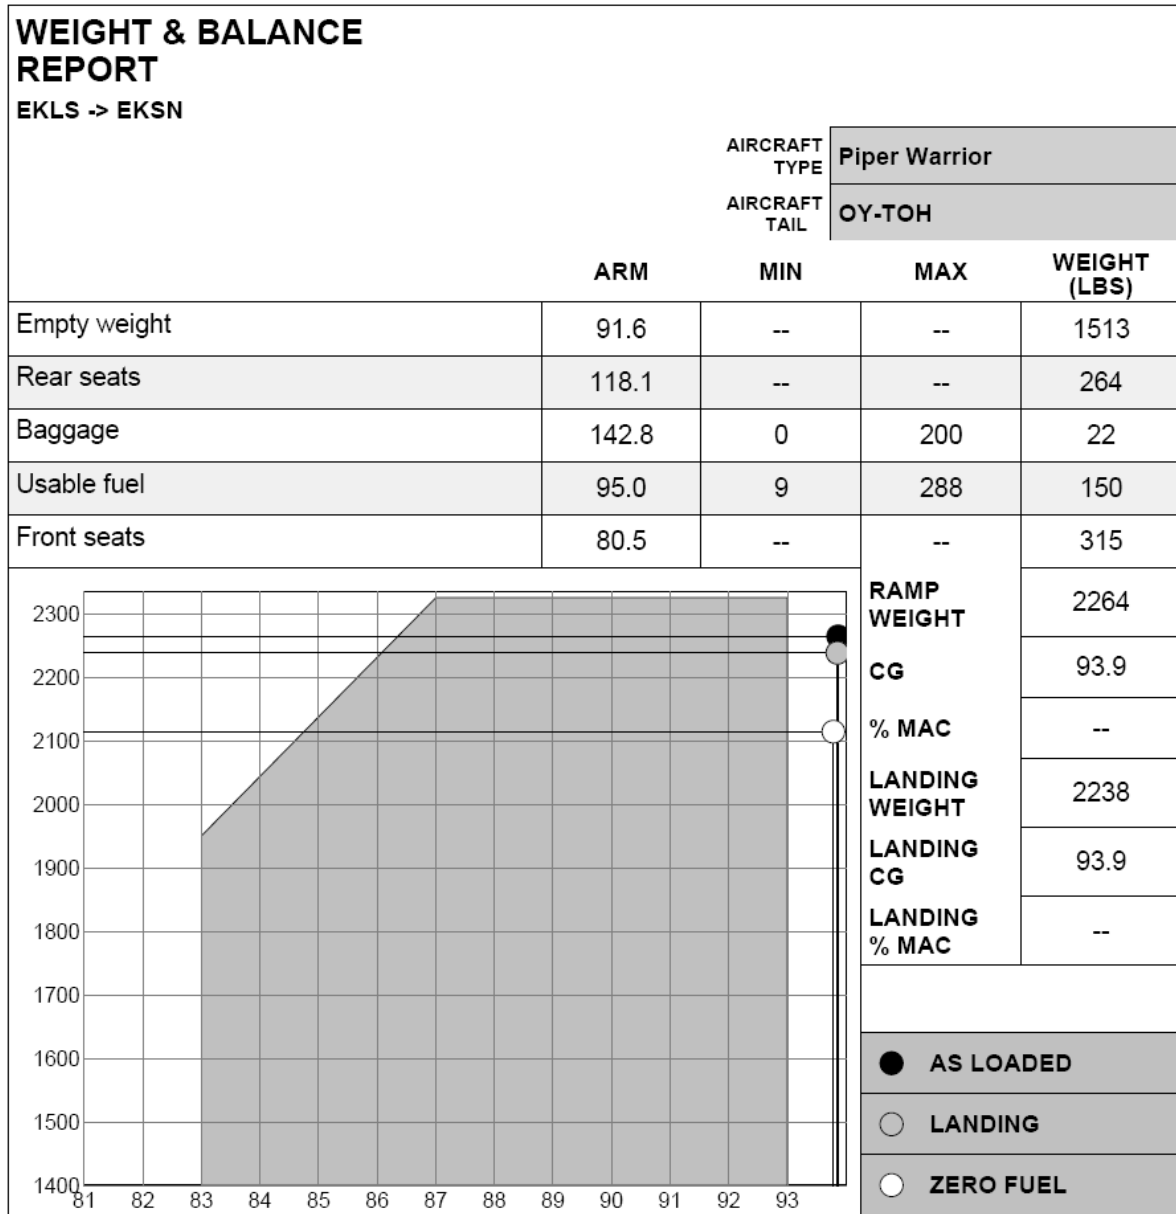 WEIGHT & BALANCE
REPORT
EKLS -> EKSN
AIRCRAFT
TYPE
Piper Warrior
AIRCRAFT
TAIL
OY-TOH
ARM MIN MAX WEIGHT
(LBS)
Empty weight 91.6 -- -- 1513
Rear seats 118.1 -- -- 264
Baggage 142.8 0 200 22
Usable fuel 95.0 9 288 150
Front seats 80.5 -- -- 315
2300
2200
2100
2000
1900
1800
1700
1600
1500
1400
81 82 83 84 85 86 87 88 89 90 91 92 93
RAMP
WEIGHT
2264
CG 93.9
% MAC --
LANDING
WEIGHT
2238
LANDING
CG
93.9
LANDING
% MAC
--
AS LOADED
LANDING
ZERO FUEL